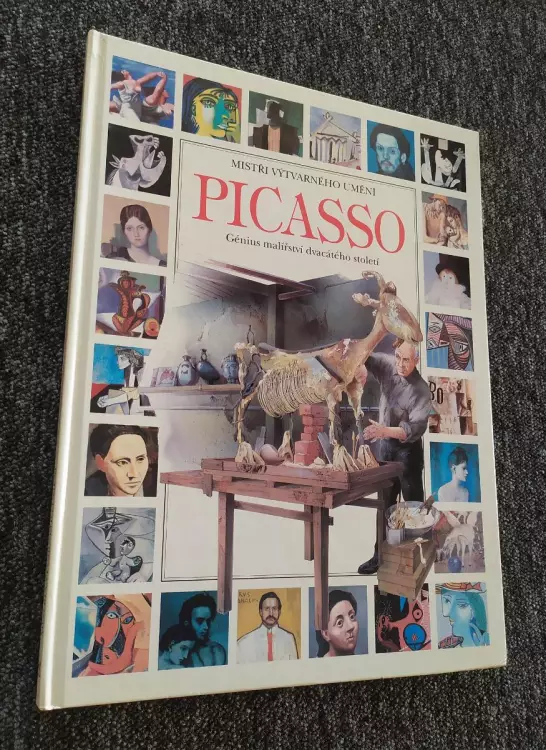 MISTŘI VÝTVARNÉHO UMĚNÍ
PICASSO
Génius malířství dvacátého století